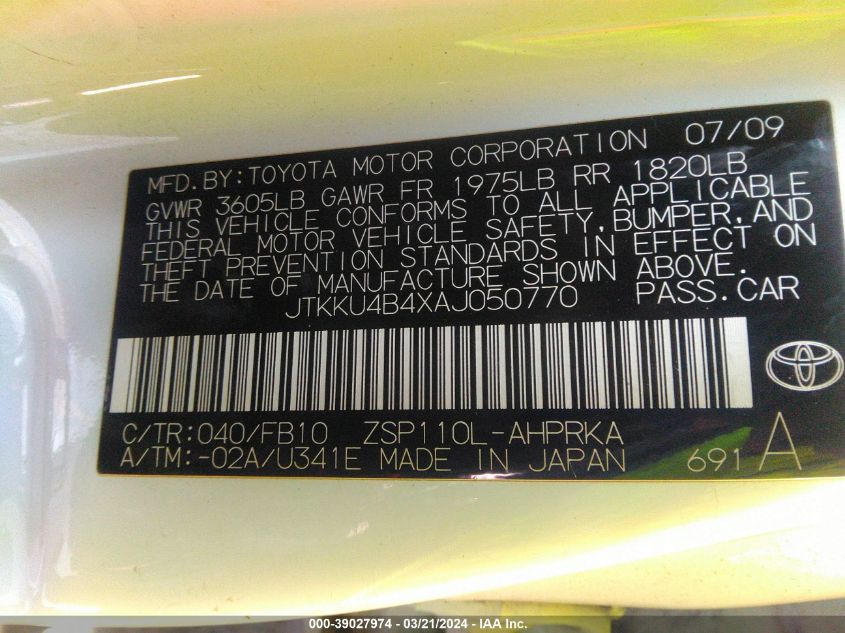 MFD.BY:TOYOTA MOTOR CORPORATION 07/09
GVWR 3605LB GAWR FR 1975LB RR 1820LB
THIS VEHICLE CONFORMS TO ALL APPLICABLE
FEDERAL MOTOR VEHICLE SAFETY,BUMPER,AND
THEFT PREVENTION STANDARDS IN EFFECT ON
THE DATE OF MANUFACTURE SHOWN ABOVE.
JTKKU4B4XAJ050770 PASS.CAR
C/TR:040/FB10 ZSP110L-AHPRKA
A/TM:-02A/U341E MADE IN JAPAN 691 A
000-39027974 - 03/21/2024 - IAA Inc.